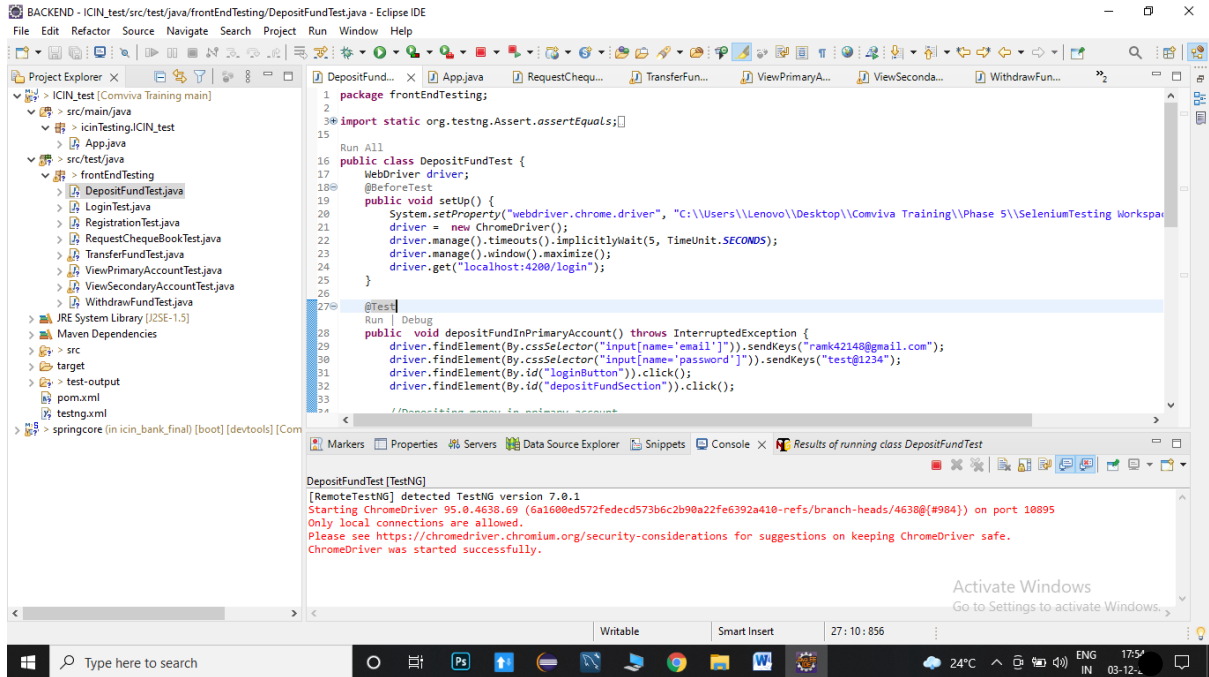 BACKEND - ICIN_test/src/test/java/frontEndTesting/DepositFundTest.java - Eclipse IDE
File Edit Refactor Source Navigate Search Project Run Window Help
Project Explorer
DepositFund... App.java RequestChequ... TransferFun... ViewPrimaryA... ViewSeconda... WithdrawFun... »2
> ICIN_test [Comviva Training main]
> src/main/java
> icinTesting.ICIN_test
> App.java
> src/test/java
> frontEndTesting
> DepositFundTest.java
> LoginTest.java
> RegistrationTest.java
> RequestChequeBookTest.java
> TransferFundTest.java
> ViewPrimaryAccountTest.java
> ViewSecondaryAccountTest.java
> WithdrawFundTest.java
> JRE System Library [J2SE-1.5]
> Maven Dependencies
> > src
> target
> > test-output
pom.xml
testng.xml
> > springcore (in icin_bank_final) [boot] [devtools] [Com
1 package frontEndTesting;
2
3 import static org.testng.Assert.assertEquals;
15
Run All
16 public class DepositFundTest {
17 WebDriver driver;
18 @BeforeTest
19 public void setUp() {
20 System.setProperty("webdriver.chrome.driver", "C:\\Users\\Lenovo\\Desktop\\Comviva Training\\Phase 5\\SeleniumTesting Workspa
21 driver = new ChromeDriver();
22 driver.manage().timeouts().implicitlyWait(5, TimeUnit.SECONDS);
23 driver.manage().window().maximize();
24 driver.get("localhost:4200/login");
25 }
26
27 @Test
Run | Debug
28 public void depositFundInPrimaryAccount() throws InterruptedException {
29 driver.findElement(By.cssSelector("input[name='email']")).sendKeys("ramk42148@gmail.com");
30 driver.findElement(By.cssSelector("input[name='password']")).sendKeys("test@1234");
31 driver.findElement(By.id("loginButton")).click();
32 driver.findElement(By.id("depositFundSection")).click();
33
34 //Depositing money in primary account
Markers Properties Servers Data Source Explorer Snippets Console Results of running class DepositFundTest
DepositFundTest [TestNG]
[RemoteTestNG] detected TestNG version 7.0.1
Starting ChromeDriver 95.0.4638.69 (6a1600ed572fedecd573b6c2b90a22fe6392a410-refs/branch-heads/4638@{#984}) on port 10895
Only local connections are allowed.
Please see https://chromedriver.chromium.org/security-considerations for suggestions on keeping ChromeDriver safe.
ChromeDriver was started successfully.
Activate Windows
Go to Settings to activate Windows.
Writable Smart Insert 27 : 10 : 856
Type here to search
Ps
W
24°C
ENG
IN
17:54
03-12-